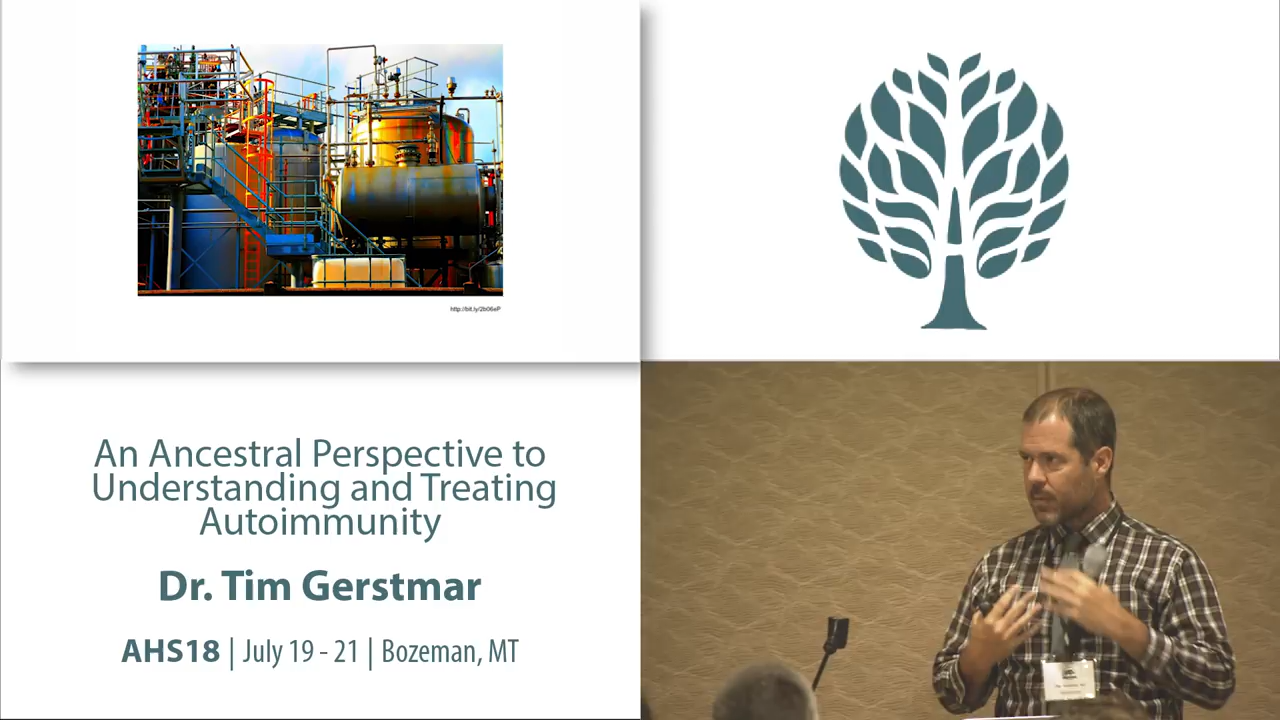 An Ancestral Perspective to
Understanding and Treating
Autoimmunity
Dr. Tim Gerstmar
AHS18 | July 19 - 21 | Bozeman, MT